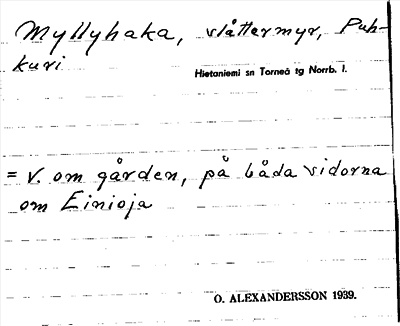 Myllyhaka, slåttermyr, Puh-
kuri
Hietaniemi sn Torneå tg Norrb. l.
= v. om gården, på båda sidorna
om Einioja
O. ALEXANDERSSON 1939.